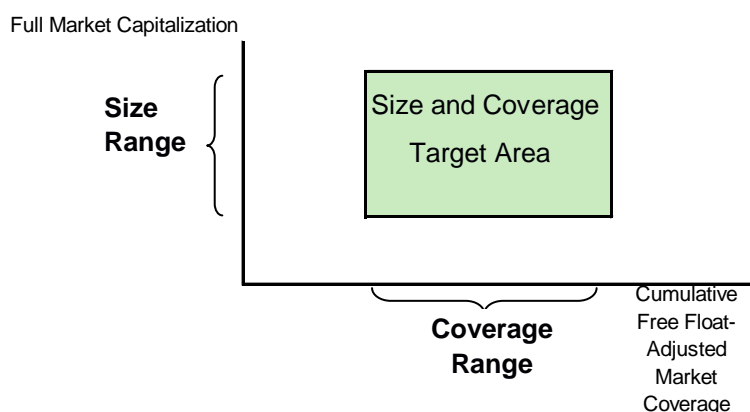 Full Market Capitalization
Size
Range
Size and Coverage
Target Area
Coverage
Range
Cumulative
Free Float-
Adjusted
Market
Coverage